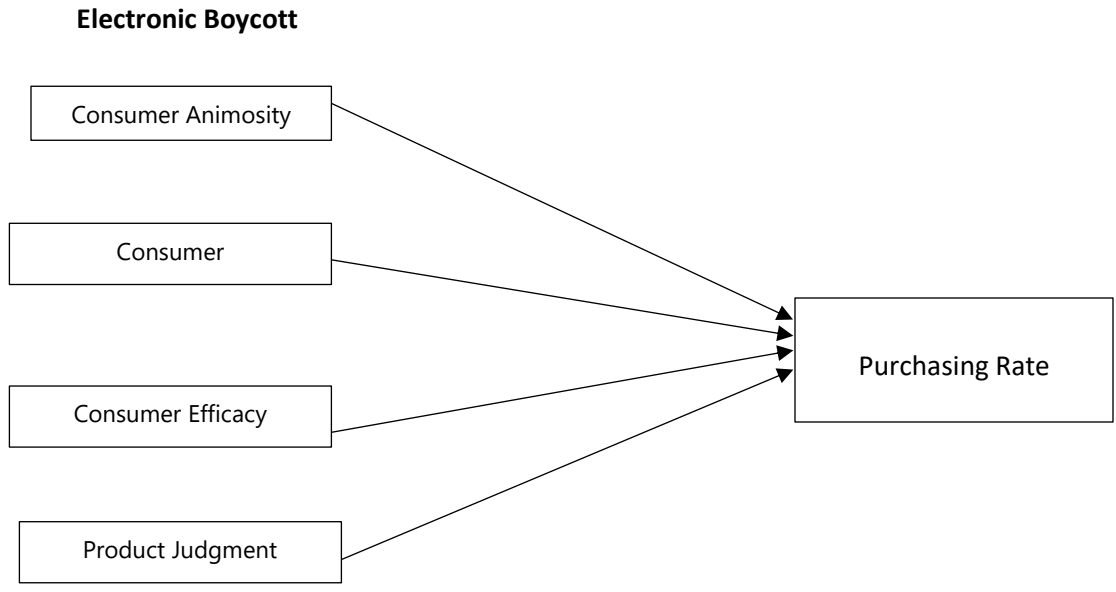 Electronic Boycott
Consumer Animosity
Consumer
Consumer Efficacy
Product Judgment
Purchasing Rate